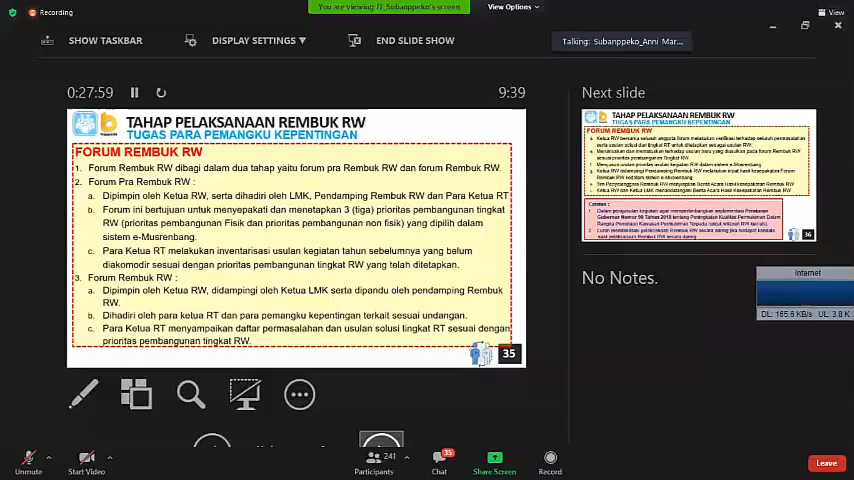 You are viewing JT_Subanppeko's screen
View Options
Recording
View
SHOW TASKBAR
DISPLAY SETTINGS ▼
END SLIDE SHOW
Talking: Subanppeko_Anni Mar...
0:27:59
9:39
Next slide
TAHAP PELAKSANAAN REMBUK RW
TUGAS PARA PEMANGKU KEPENTINGAN
FORUM REMBUK RW
1. Forum Rembuk RW dibagi dalam dua tahap yaitu forum pra Rembuk RW dan forum Rembuk RW.
2. Forum Pra Rembuk RW :
a. Dipimpin oleh Ketua RW, serta dihadiri oleh LMK, Pendamping Rembuk RW dan Para Ketua RT
b. Forum ini bertujuan untuk menyepakati dan menetapkan 3 (tiga) prioritas pembangunan tingkat
RW (prioritas pembangunan Fisik dan prioritas pembangunan non fisik) yang dipilih dalam
sistem e-Musrenbang.
c. Para Ketua RT melakukan inventarisasi usulan kegiatan tahun sebelumnya yang belum
diakomodir sesuai dengan prioritas pembangunan tingkat RW yang telah ditetapkan.
3. Forum Rembuk RW :
a. Dipimpin oleh Ketua RW, didampingi oleh Ketua LMK serta dipandu oleh pendamping Rembuk
RW.
b. Dihadiri oleh para ketua RT dan para pemangku kepentingan terkait sesuai undangan.
c. Para Ketua RT menyampaikan daftar permasalahan dan usulan solusi tingkat RT sesuai dengan
prioritas pembangunan tingkat RW.
35
TAHAP PELAKSANAAN REMBUK RW
TUGAS PARA PEMANGKU KEPENTINGAN
FORUM REMBUK RW
Catatan :
36
No Notes.
Internet
DL: 165.6 KB/s UL: 3.8 K
Unmute
Start Video
241
Participants
35
Chat
Share Screen
Record
Leave